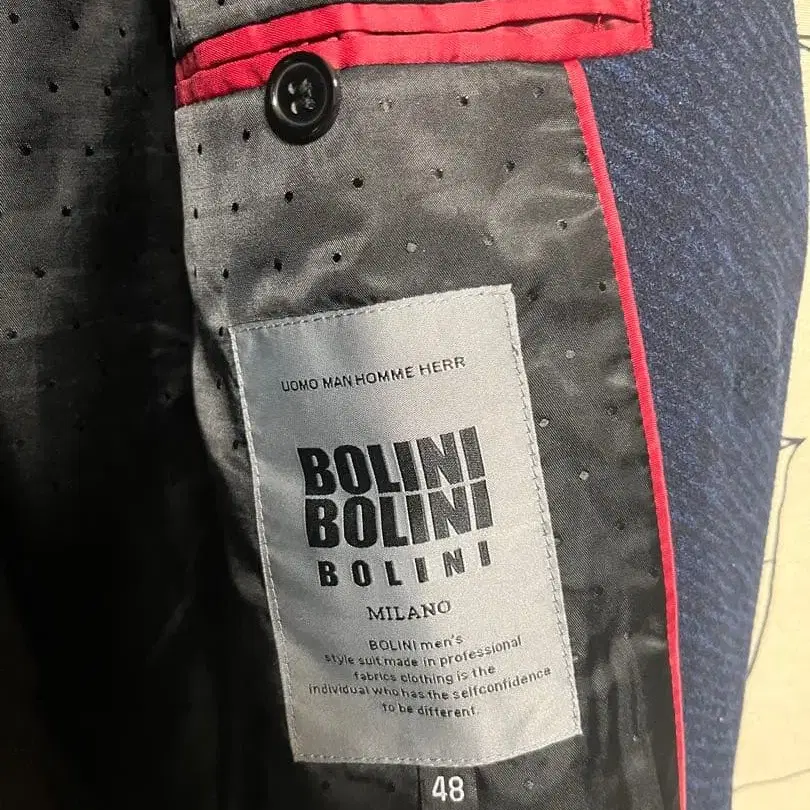 UOMO MAN HOMME HERR
BOLINI
BOLINI
BOLINI
MILANO
BOLINI men's
style suit made in professional
fabrics clothing is the
individual who has the selfconfidence
to be different.
48